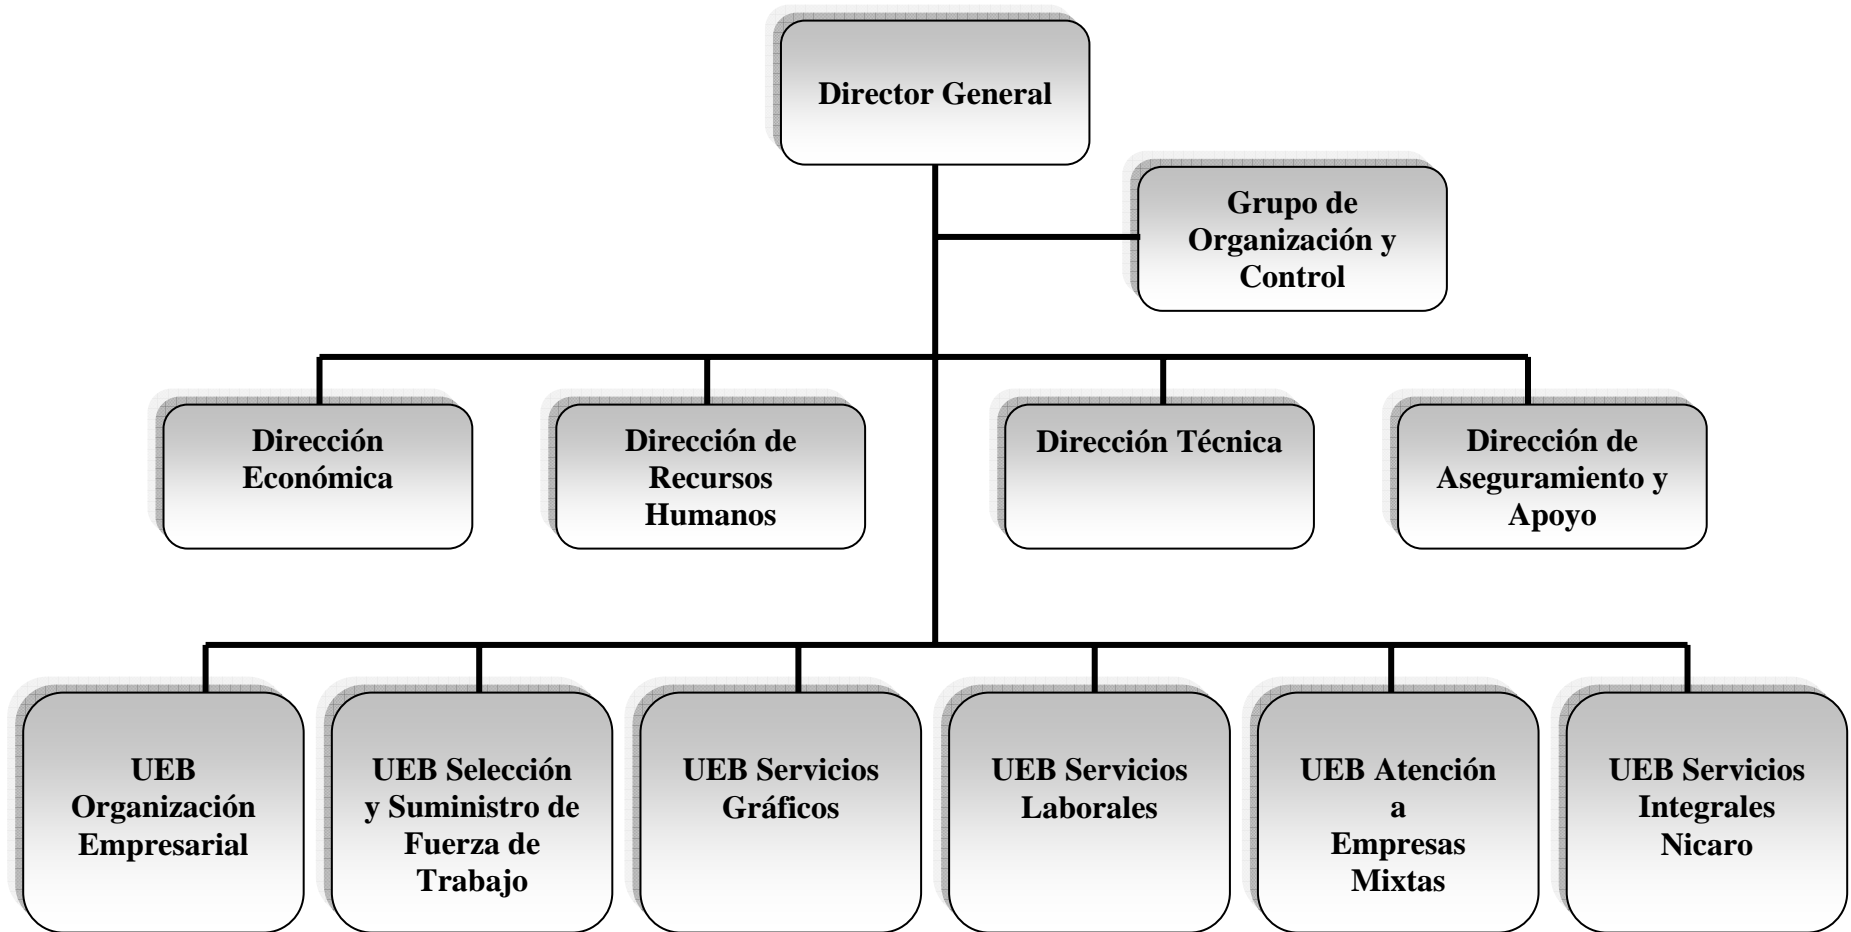 Director General
Grupo de
Organización y
Control
Dirección
Económica
Dirección de
Recursos
Humanos
Dirección Técnica
Dirección de
Aseguramiento y
Apoyo
UEB
Organización
Empresarial
UEB Selección
y Suministro de
Fuerza de
Trabajo
UEB Servicios
Gráficos
UEB Servicios
Laborales
UEB Atención
a
Empresas
Mixtas
UEB Servicios
Integrales
Nicaro